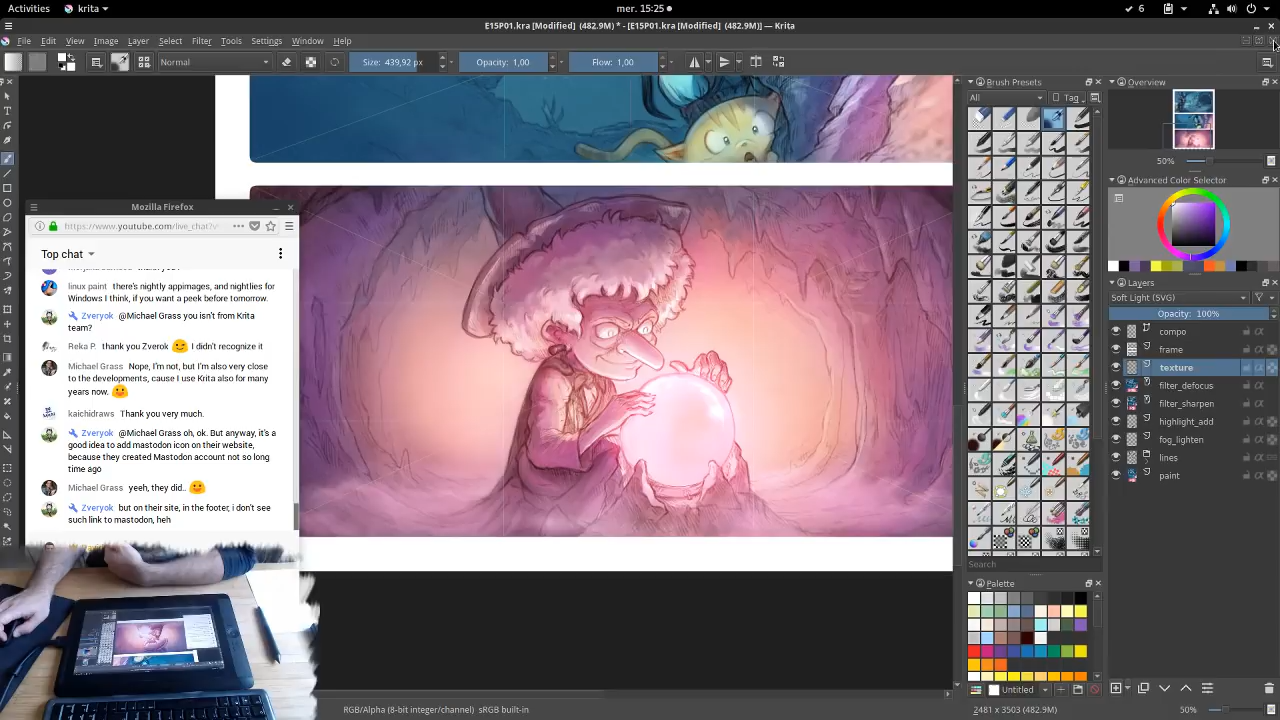 Activities krita mer. 15:25 6
E15P01.kra [Modified] (482.9M) * - [E15P01.kra [Modified] (482.9M)] — Krita
File Edit View Image Layer Select Filter Tools Settings Window Help
Normal Size: 439,92 px Opacity: 1,00 Flow: 1,00
Brush Presets
All Tag
Overview
50%
Advanced Color Selector
Layers
Soft Light (SVG)
Opacity: 100%
compo
frame
texture
filter_defocus
filter_sharpen
highlight_add
fog_lighten
lines
paint
Search
Palette
Untitled
Mozilla Firefox
https://www.youtube.com/live_chat?v
Top chat
linux paint there's nightly appimages, and nightlies for
Windows I think, if you want a peek before tomorrow.
Zveryok @Michael Grass you isn't from Krita
team?
Reka P. thank you Zverok I didn't recognize it
Michael Grass Nope, I'm not, but I'm also very close
to the developments, cause I use Krita also for many
years now.
kaichidraws Thank you very much.
Zveryok @Michael Grass oh, ok. But anyway, it's a
good idea to add mastodon icon on their website,
because they created Mastodon account not so long
time ago
Michael Grass yeeh, they did..
Zveryok but on their site, in the footer, i don't see
such link to mastodon, heh
RGB/Alpha (8-bit integer/channel) sRGB built-in
2481 x 3503 (482.9M)
50%